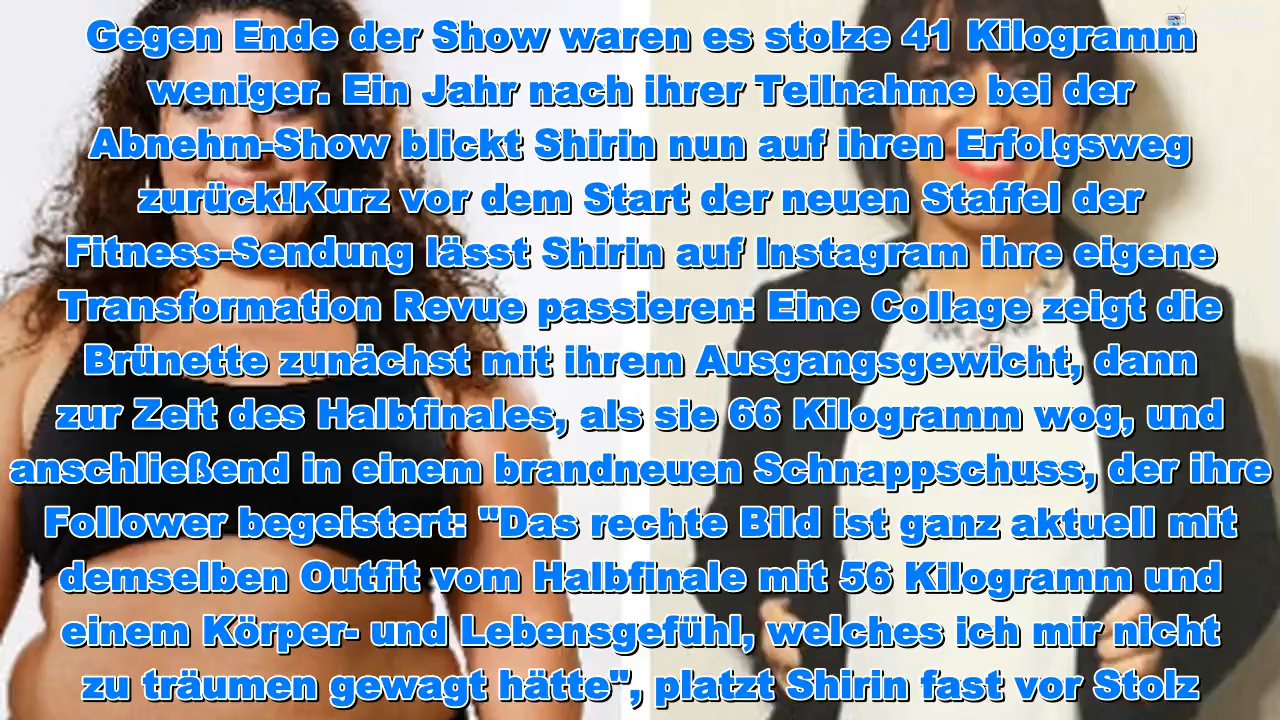 Gegen Ende der Show waren es stolze 41 Kilogramm
weniger. Ein Jahr nach ihrer Teilnahme bei der
Abnehm-Show blickt Shirin nun auf ihren Erfolgsweg
zurück!Kurz vor dem Start der neuen Staffel der
Fitness-Sendung lässt Shirin auf Instagram ihre eigene
Transformation Revue passieren: Eine Collage zeigt die
Brünette zunächst mit ihrem Ausgangsgewicht, dann
zur Zeit des Halbfinales, als sie 66 Kilogramm wog, und
anschließend in einem brandneuen Schnappschuss, der ihre
Follower begeistert: "Das rechte Bild ist ganz aktuell mit
demselben Outfit vom Halbfinale mit 56 Kilogramm und
einem Körper- und Lebensgefühl, welches ich mir nicht
zu träumen gewagt hätte", platzt Shirin fast vor Stolz